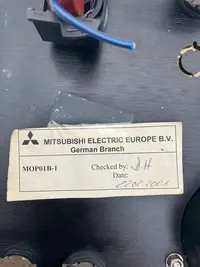 MITSUBISHI ELECTRIC EUROPE B.V.
German Branch
MOP01B-1 Checked by:
Date: